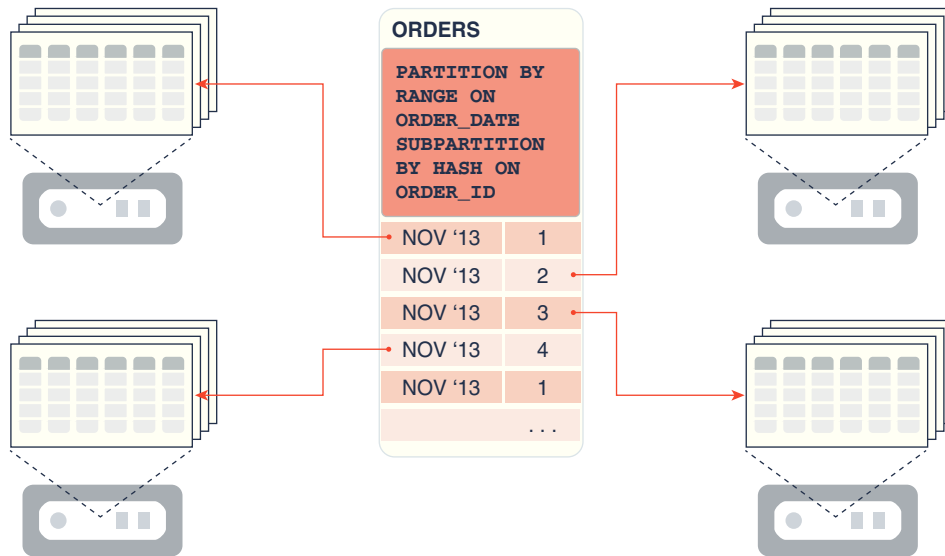 ORDERS
PARTITION BY
RANGE ON
ORDER_DATE
SUBPARTITION
BY HASH ON
ORDER_ID
NOV ‘13 1
NOV ‘13 2
NOV ‘13 3
NOV ‘13 4
NOV ‘13 1
. . .